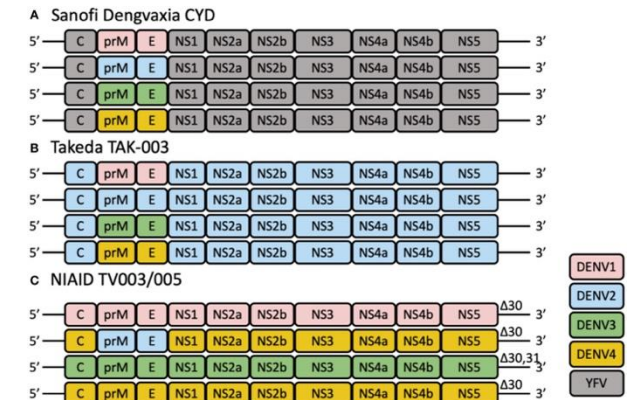 A Sanofi Dengvaxia CYD
5’ C prM E NS1 NS2a NS2b NS3 NS4a NS4b NS5 3’
5’ C prM E NS1 NS2a NS2b NS3 NS4a NS4b NS5 3’
5’ C prM E NS1 NS2a NS2b NS3 NS4a NS4b NS5 3’
5’ C prM E NS1 NS2a NS2b NS3 NS4a NS4b NS5 3’
B Takeda TAK-003
5’ C prM E NS1 NS2a NS2b NS3 NS4a NS4b NS5 3’
5’ C prM E NS1 NS2a NS2b NS3 NS4a NS4b NS5 3’
5’ C prM E NS1 NS2a NS2b NS3 NS4a NS4b NS5 3’
5’ C prM E NS1 NS2a NS2b NS3 NS4a NS4b NS5 3’
C NIAID TV003/005
5’ C prM E NS1 NS2a NS2b NS3 NS4a NS4b NS5 Δ30 3’
5’ C prM E NS1 NS2a NS2b NS3 NS4a NS4b NS5 Δ30 3’
5’ C prM E NS1 NS2a NS2b NS3 NS4a NS4b NS5 Δ30,31 3’
5’ C prM E NS1 NS2a NS2b NS3 NS4a NS4b NS5 Δ30 3’
DENV1
DENV2
DENV3
DENV4
YFV